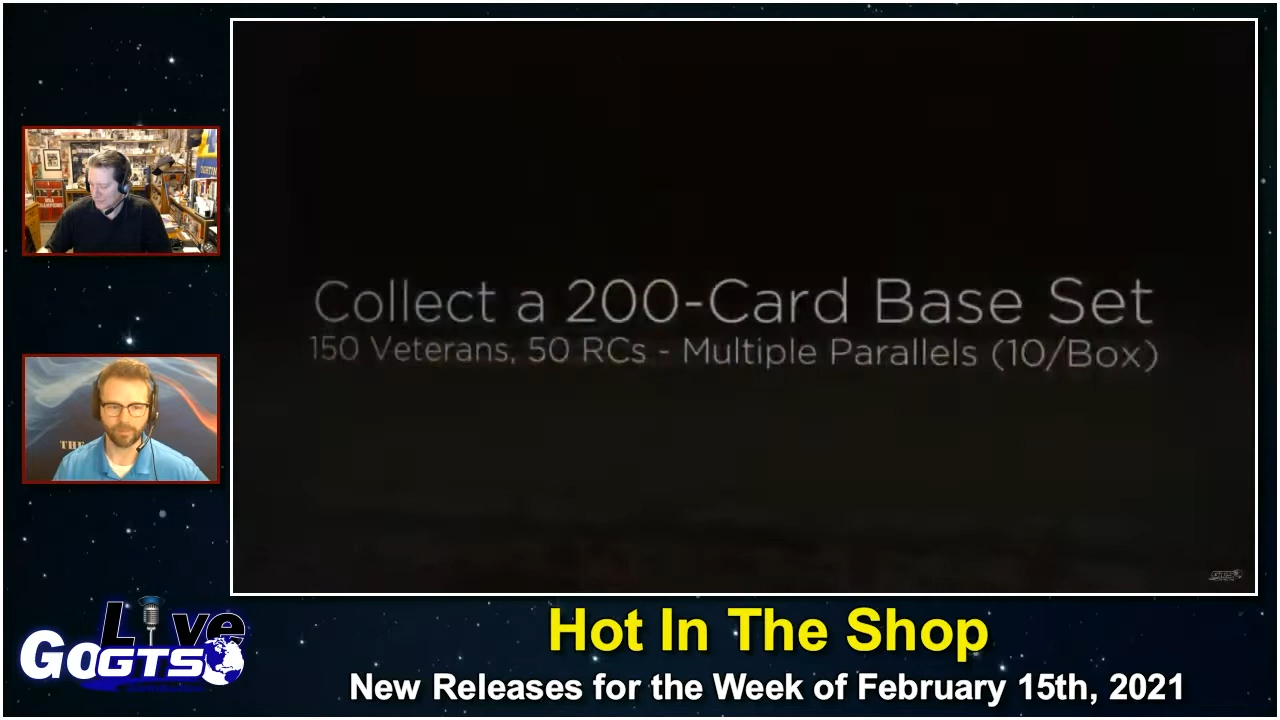 Collect a 200-Card Base Set
150 Veterans, 50 RCs - Multiple Parallels (10/Box)
THE
Live
GoGTS
Hot In The Shop
New Releases for the Week of February 15th, 2021